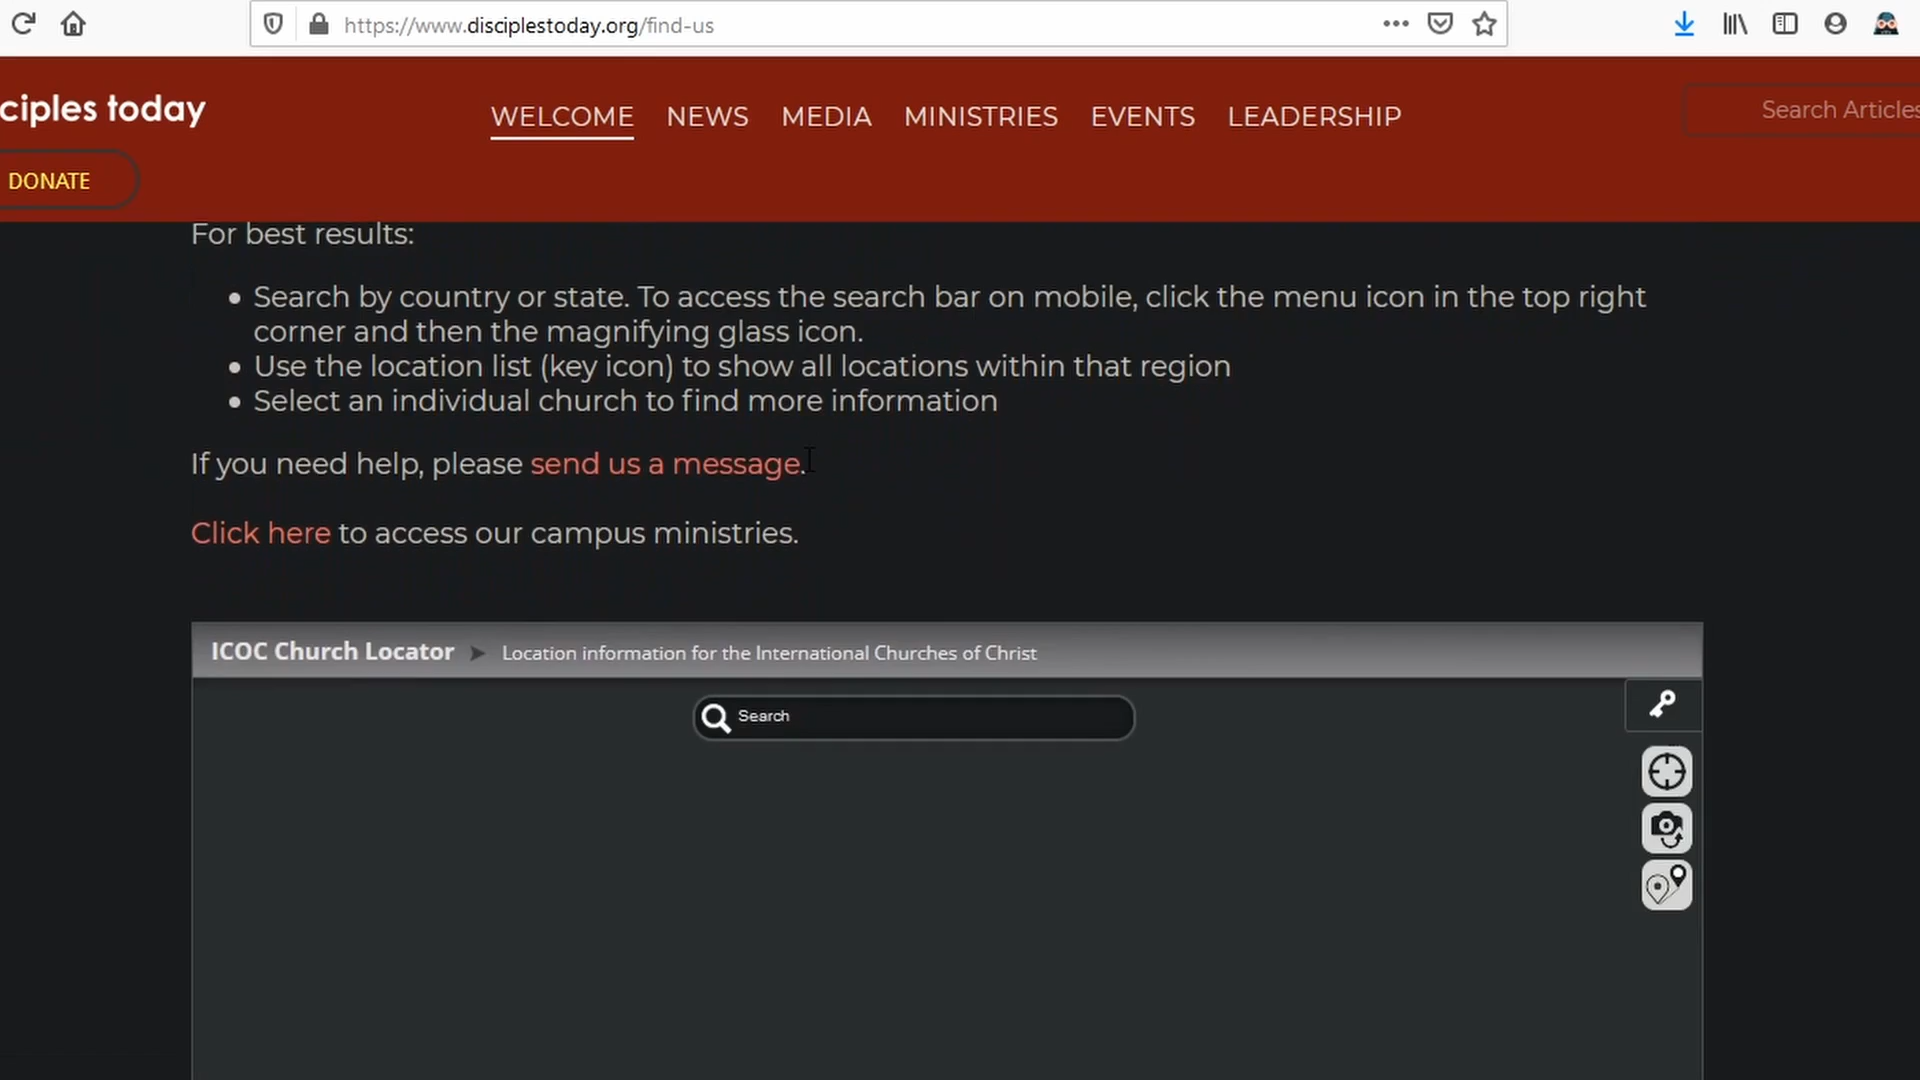 https://www.disciplestoday.org/find-us
ciples today
WELCOME NEWS MEDIA MINISTRIES EVENTS LEADERSHIP
Search Articles
DONATE
For best results:
Search by country or state. To access the search bar on mobile, click the menu icon in the top right
corner and then the magnifying glass icon.
Use the location list (key icon) to show all locations within that region
Select an individual church to find more information
If you need help, please send us a message.
Click here to access our campus ministries.
ICOC Church Locator Location information for the International Churches of Christ
Search